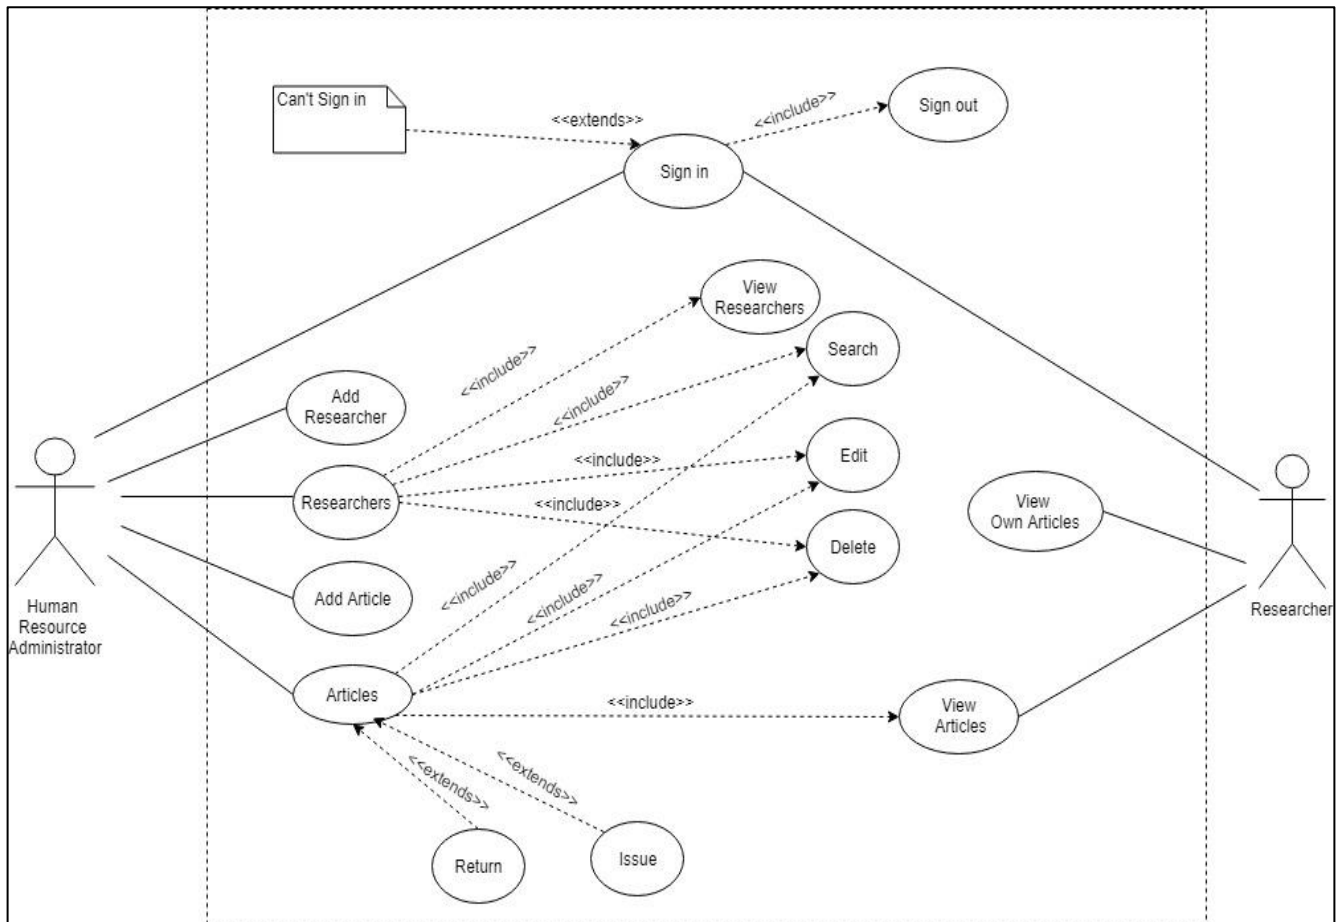 Can't Sign in
<<extends>>
<<include>>
Sign out
Sign in
View
Researchers
<<include>>
Search
<<include>>
Add
Researcher
Edit
<<include>>
Researchers
<<include>>
View
Own Articles
Delete
<<include>>
<<include>>
<<include>>
Add Article
Human
Resource
Administrator
Researcher
Articles
<<include>>
View
Articles
<<extends>>
<<extends>>
Return
Issue